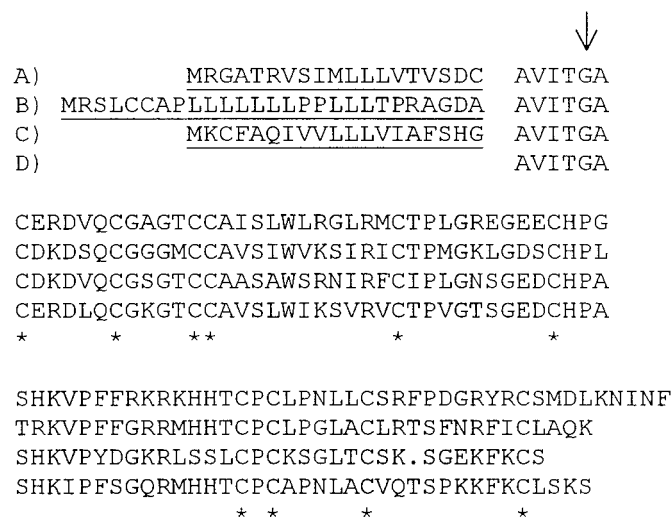 A) MRGATRVSIMLLLVTVSDC AVITGA
B) MRSLCCAPLLLLLLLPPLLLTPRAGDA AVITGA
C) MKCFAQIVVLLLVIAFSHG AVITGA
D) AVITGA
CERDVQCGAGTCCAISLWLRGLRMCTPLGREGEECHPG
CDKDSQCGGGMCCAVSIWVKSIRICTPMGKLGDSCHPL
CDKDVQCGSGTCCAASAWSRNIRFCIPLGNSGEDCHPA
CERDLQCGKGTCCAVSLWIKSVRVCTPVGTSGEDCHPA
* * ** * *
SHKVPFFRKRKHHTCPCLPNLLCSRFPDGRYRCSMDLKNINF
TRKVPFFGRRMHHTCPCLPGLACLRTSFNRFICLAQK
SHKVPYDGKRLSSLCPCKSGLTCSK.SGEKFKCS
SHKIPFSGQRMHHTCPCAPNLACVQTSPKKFKCLSKS
* * * *